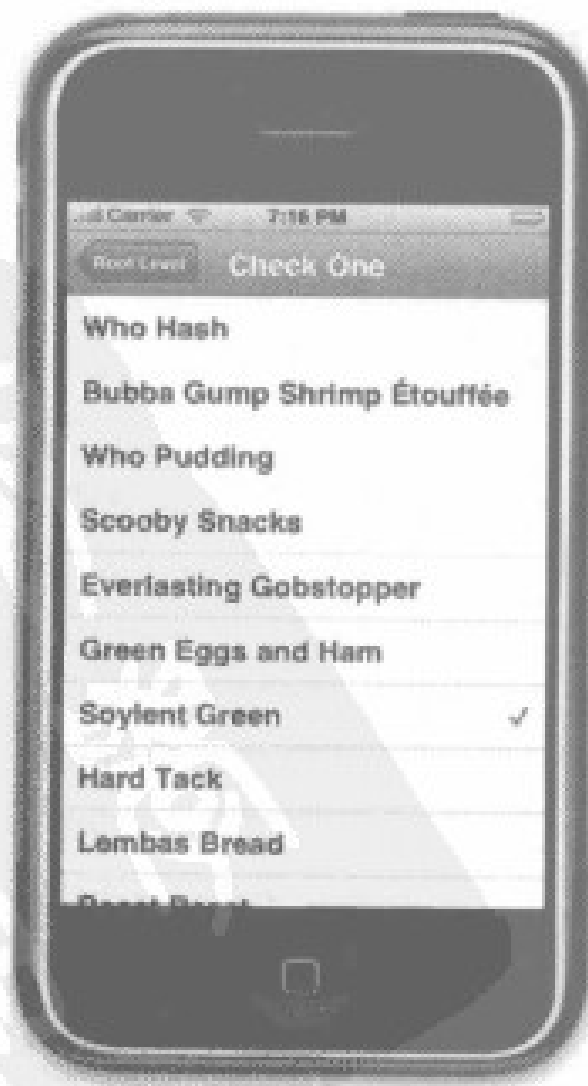 Carrier 7:16 PM
Root Level Check One
Who Hash
Bubba Gump Shrimp Étouffée
Who Pudding
Scooby Snacks
Everlasting Gobstopper
Green Eggs and Ham
Soylent Green ✓
Hard Tack
Lembas Bread